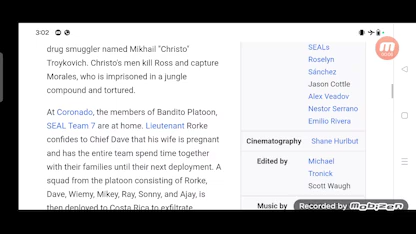 3:02
drug smuggler named Mikhail "Christo"
Troykovich. Christo's men kill Ross and capture
Morales, who is imprisoned in a jungle
compound and tortured.
At Coronado, the members of Bandito Platoon,
SEAL Team 7 are at home. Lieutenant Rorke
confides to Chief Dave that his wife is pregnant
and has the entire team spend time together
with their families until their next deployment. A
squad from the platoon consisting of Rorke,
Dave, Wiemy, Mikey, Ray, Sonny, and Ajay, is
then deployed to Costa Rica to exfiltrate
SEALs
Roselyn
Sánchez
Jason Cottle
Alex Veadov
Nestor Serrano
Emilio Rivera
Cinematography Shane Hurlbut
Edited by Michael
Tronick
Scott Waugh
Music by
Recorded by Mobizen